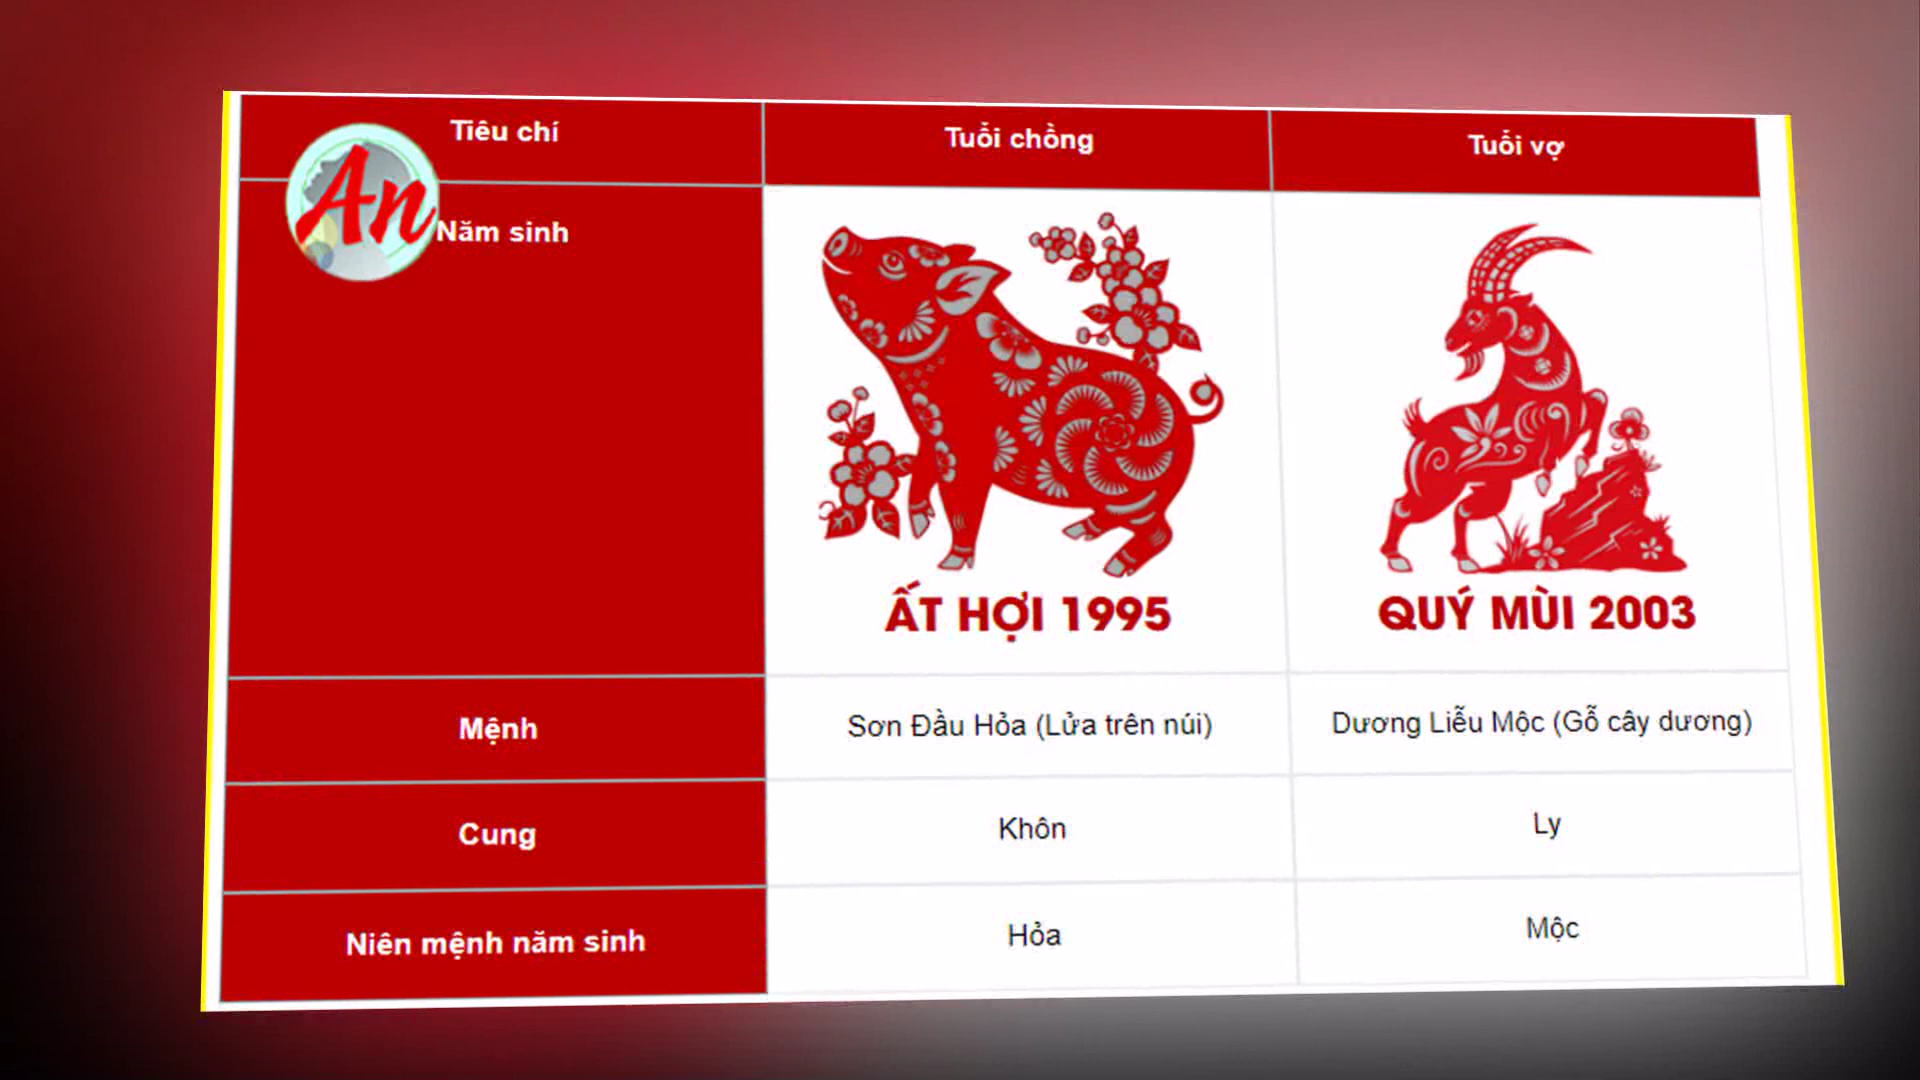 Tiêu chí
Tuổi chồng
Tuổi vợ
An
Năm sinh
ẤT HỢI 1995
QUÝ MÙI 2003
Mệnh
Sơn Đầu Hỏa (Lửa trên núi)
Dương Liễu Mộc (Gỗ cây dương)
Cung
Khôn
Ly
Niên mệnh năm sinh
Hỏa
Mộc